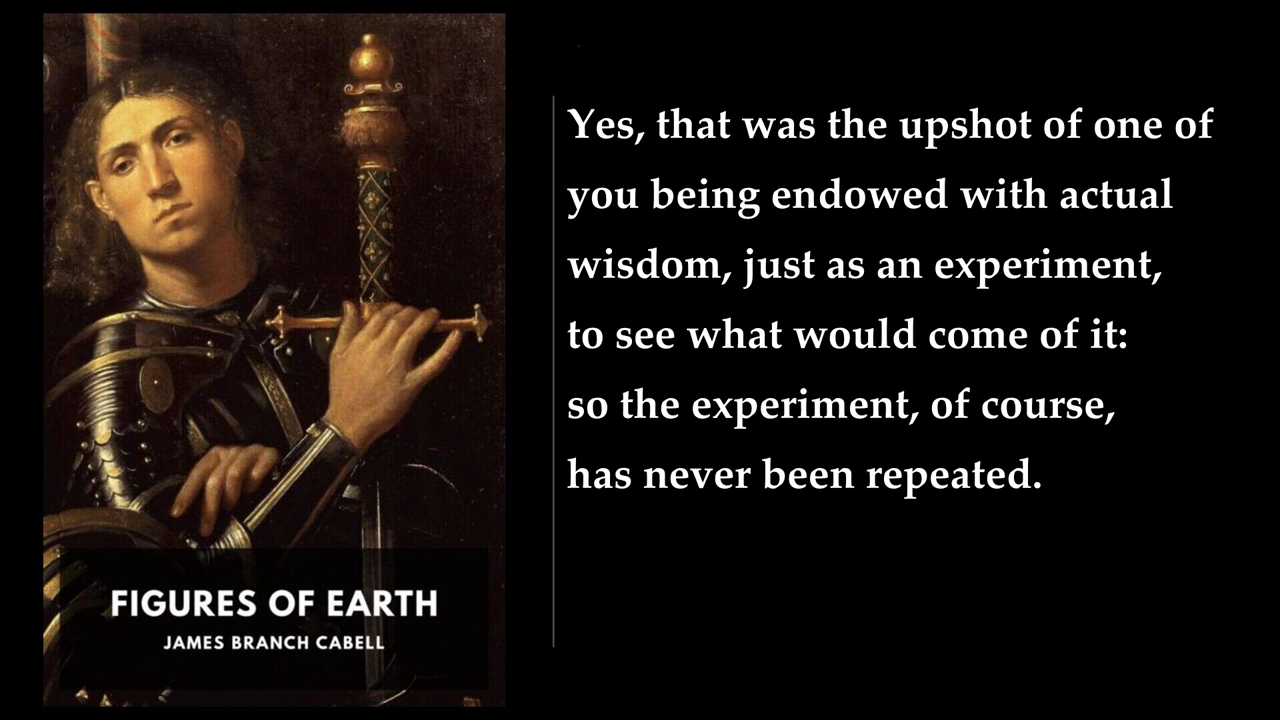 Yes, that was the upshot of one of
you being endowed with actual
wisdom, just as an experiment,
to see what would come of it:
so the experiment, of course,
has never been repeated.
FIGURES OF EARTH
JAMES BRANCH CABELL